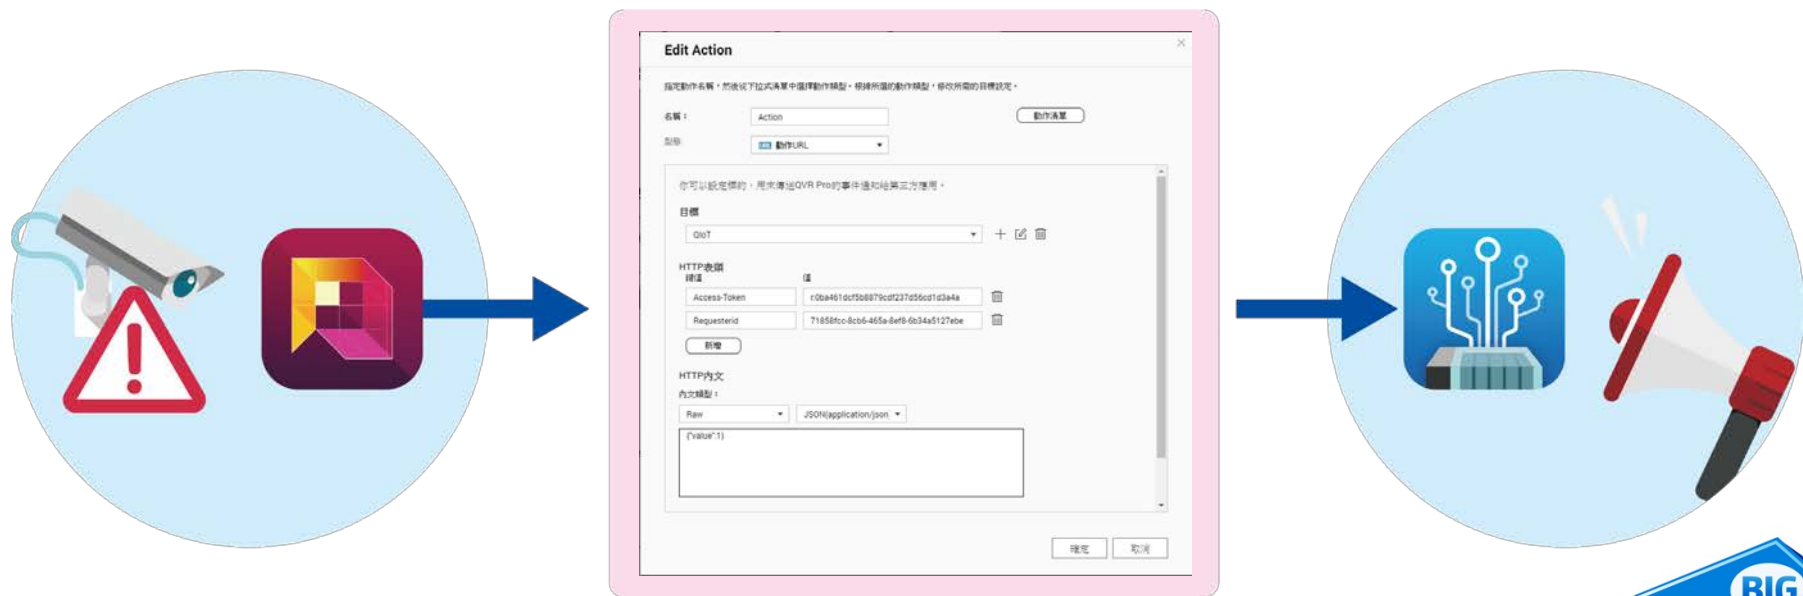 Edit Action
指定動作名稱，然後從下拉式清單中選擇動作類型。根據所選的動作類型，修改所需的目標設定。
名稱：
Action
動作清單
型態:
URL 動作URL
你可以設定標的，用來傳送QVR Pro的事件通知給第三方應用。
目標
QIoT
HTTP表頭
鍵值 值
Access-Token r:0ba461dcf5b8879cdf237d56cd1d3a4a
Requesterid 71858fcc-8cb6-465a-8ef8-6b34a5127ebe
新增
HTTP內文
內文類型：
Raw JSON(application/json
{"value":1}
確定 取消
BIG